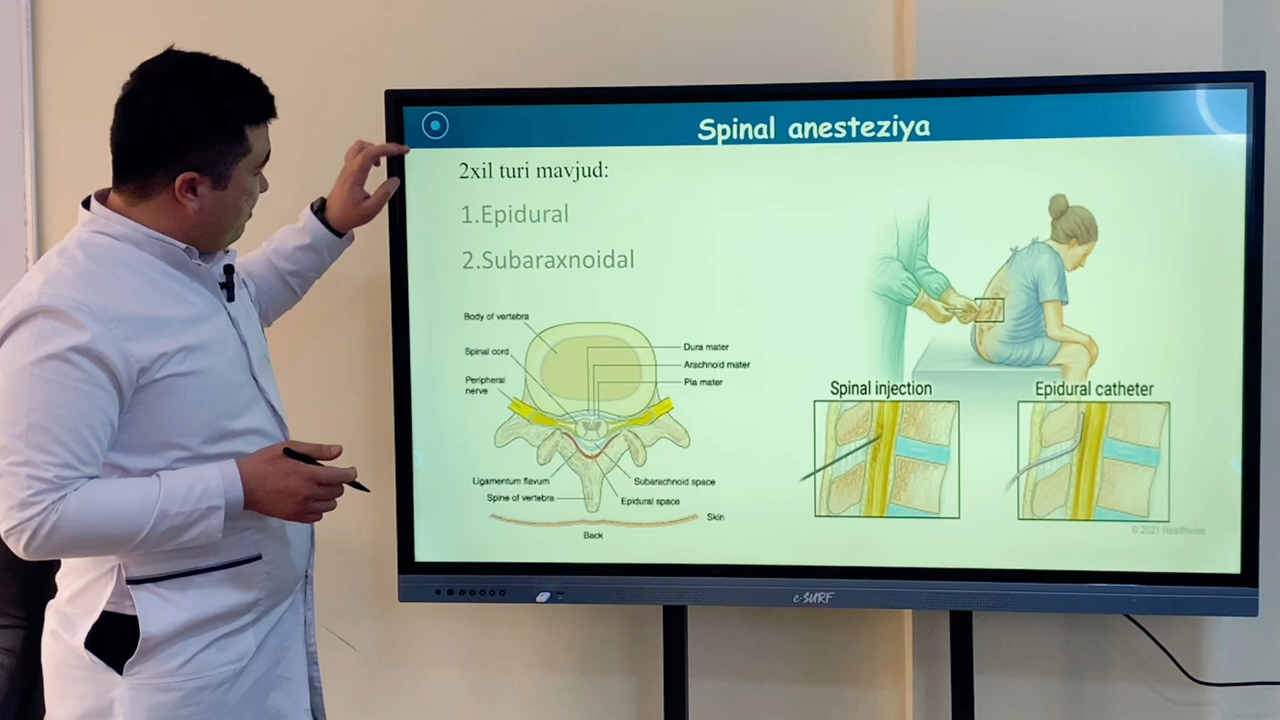 Spinal anesteziya
2xil turi mavjud:
1.Epidural
2.Subaraxnoidal
Body of vertebra
Spinal cord
Peripheral
nerve
Dura mater
Arachnoid mater
Pia mater
Ligamentum flavum
Spine of vertebra
Subarachnoid space
Epidural space
Skin
Back
Spinal injection
Epidural catheter
© 2021 Healthwise
e-SURF